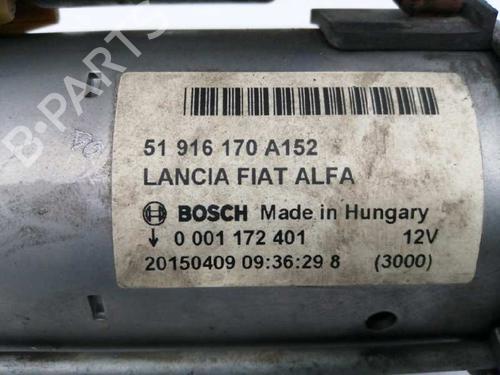 B-PARTS
51 916 170 A152
LANCIA FIAT ALFA
BOSCH Made in Hungary
↓ 0 001 172 401 12V
20150409 09:36:29 8 (3000)